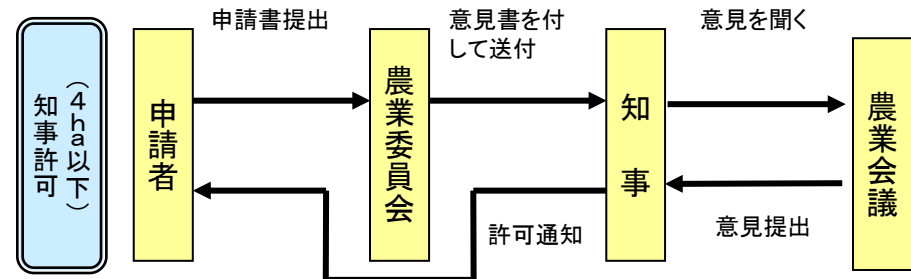 知事許可
（４ｈａ以下）
申請者
申請書提出
農業委員会
意見書を付
して送付
知事
意見を聞く
農業会議
意見提出
許可通知